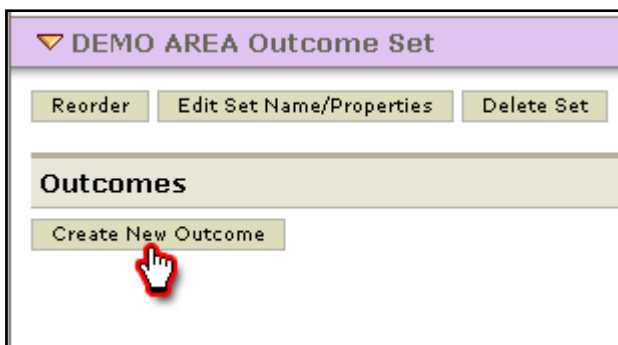 DEMO AREA Outcome Set
Reorder Edit Set Name/Properties Delete Set
Outcomes
Create New Outcome